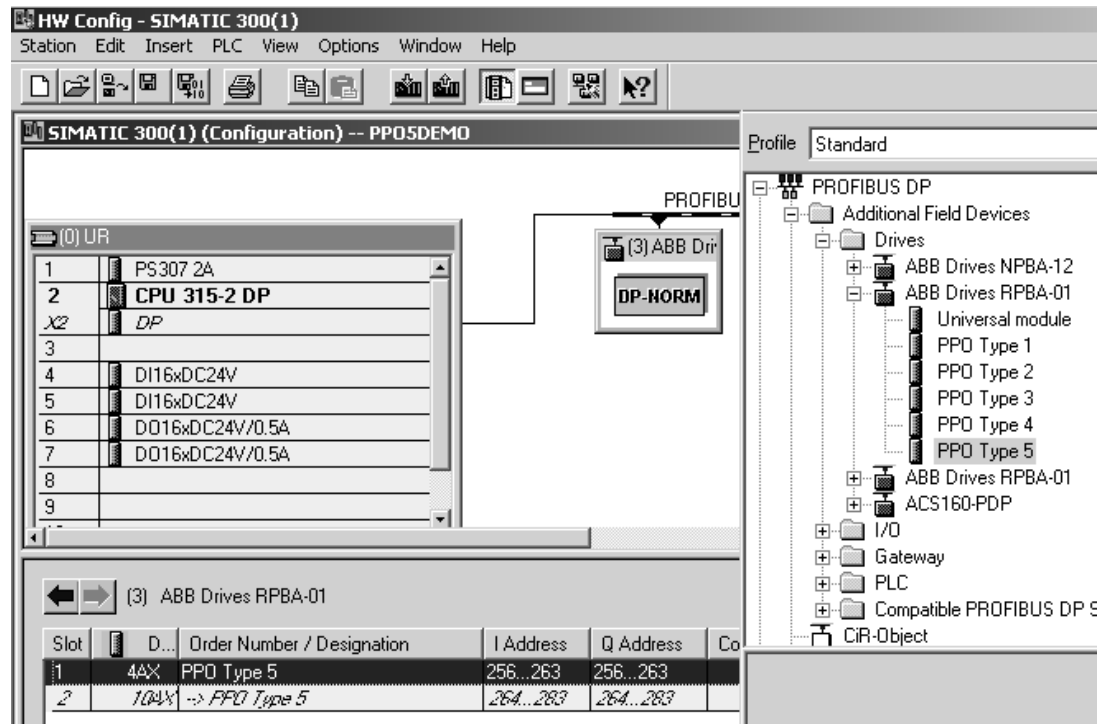 HW Config - SIMATIC 300(1)
Station Edit Insert PLC View Options Window Help
SIMATIC 300(1) (Configuration) -- PPO5DEMO
Profile Standard
PROFIBU
(0) UR
1 PS307 2A
2 CPU 315-2 DP
X2 DP
3
4 DI16xDC24V
5 DI16xDC24V
6 DO16xDC24V/0.5A
7 DO16xDC24V/0.5A
8
9
(3) ABB Dri
DP-NORM
PROFIBUS DP
Additional Field Devices
Drives
ABB Drives NPBA-12
ABB Drives RPBA-01
Universal module
PPO Type 1
PPO Type 2
PPO Type 3
PPO Type 4
PPO Type 5
ABB Drives RPBA-01
ACS160-PDP
I/O
Gateway
PLC
Compatible PROFIBUS DP S
CiR-Object
(3) ABB Drives RPBA-01
Slot D... Order Number / Designation I Address Q Address Co
1 4AX PPO Type 5 256...263 256...263
2 10AX --> PPO Type 5 264...283 264...283